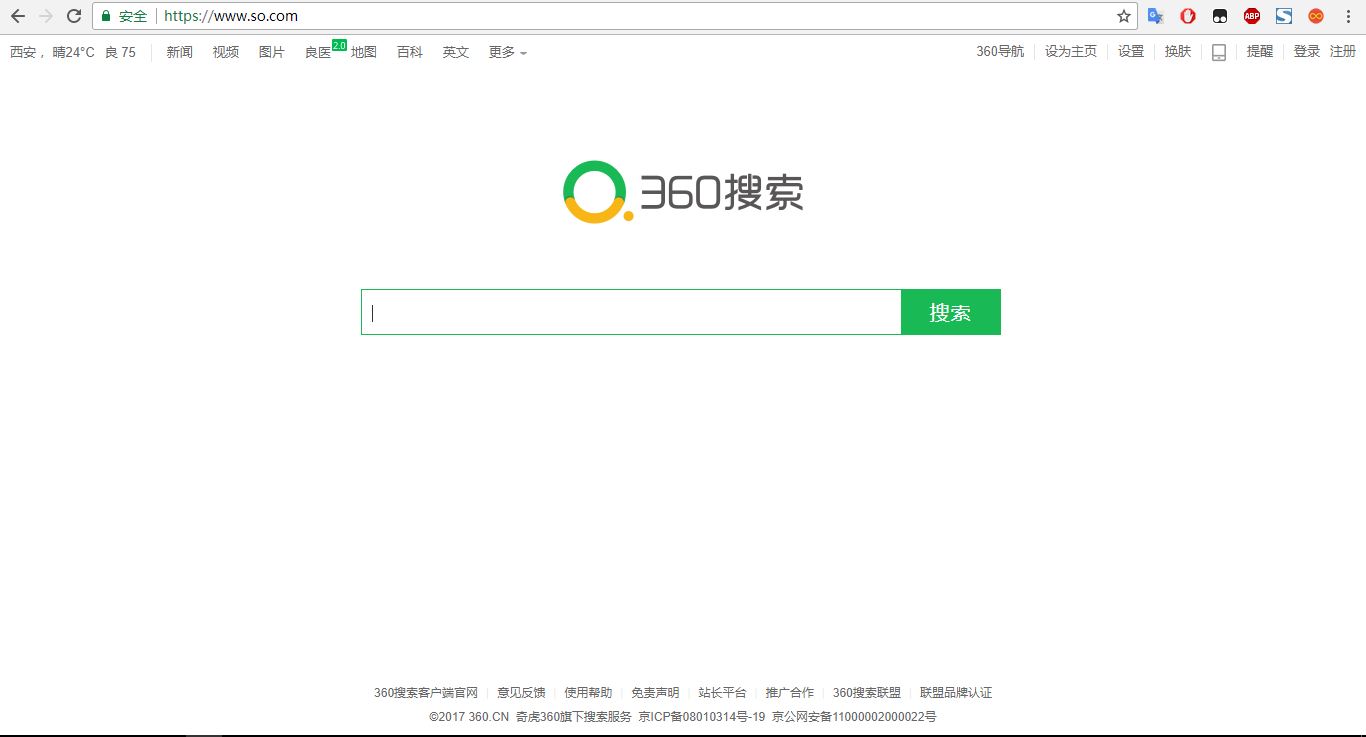 安全 https://www.so.com
西安， 晴24°C 良 75 新闻 视频 图片 良医 2.0 地图 百科 英文 更多 360导航 设为主页 设置 换肤 提醒 登录 注册
360搜索
搜索
360搜索客户端官网 意见反馈 使用帮助 免责声明 站长平台 推广合作 360搜索联盟 联盟品牌认证
©2017 360.CN 奇虎360旗下搜索服务 京ICP备08010314号-19 京公网安备11000002000022号
ABP